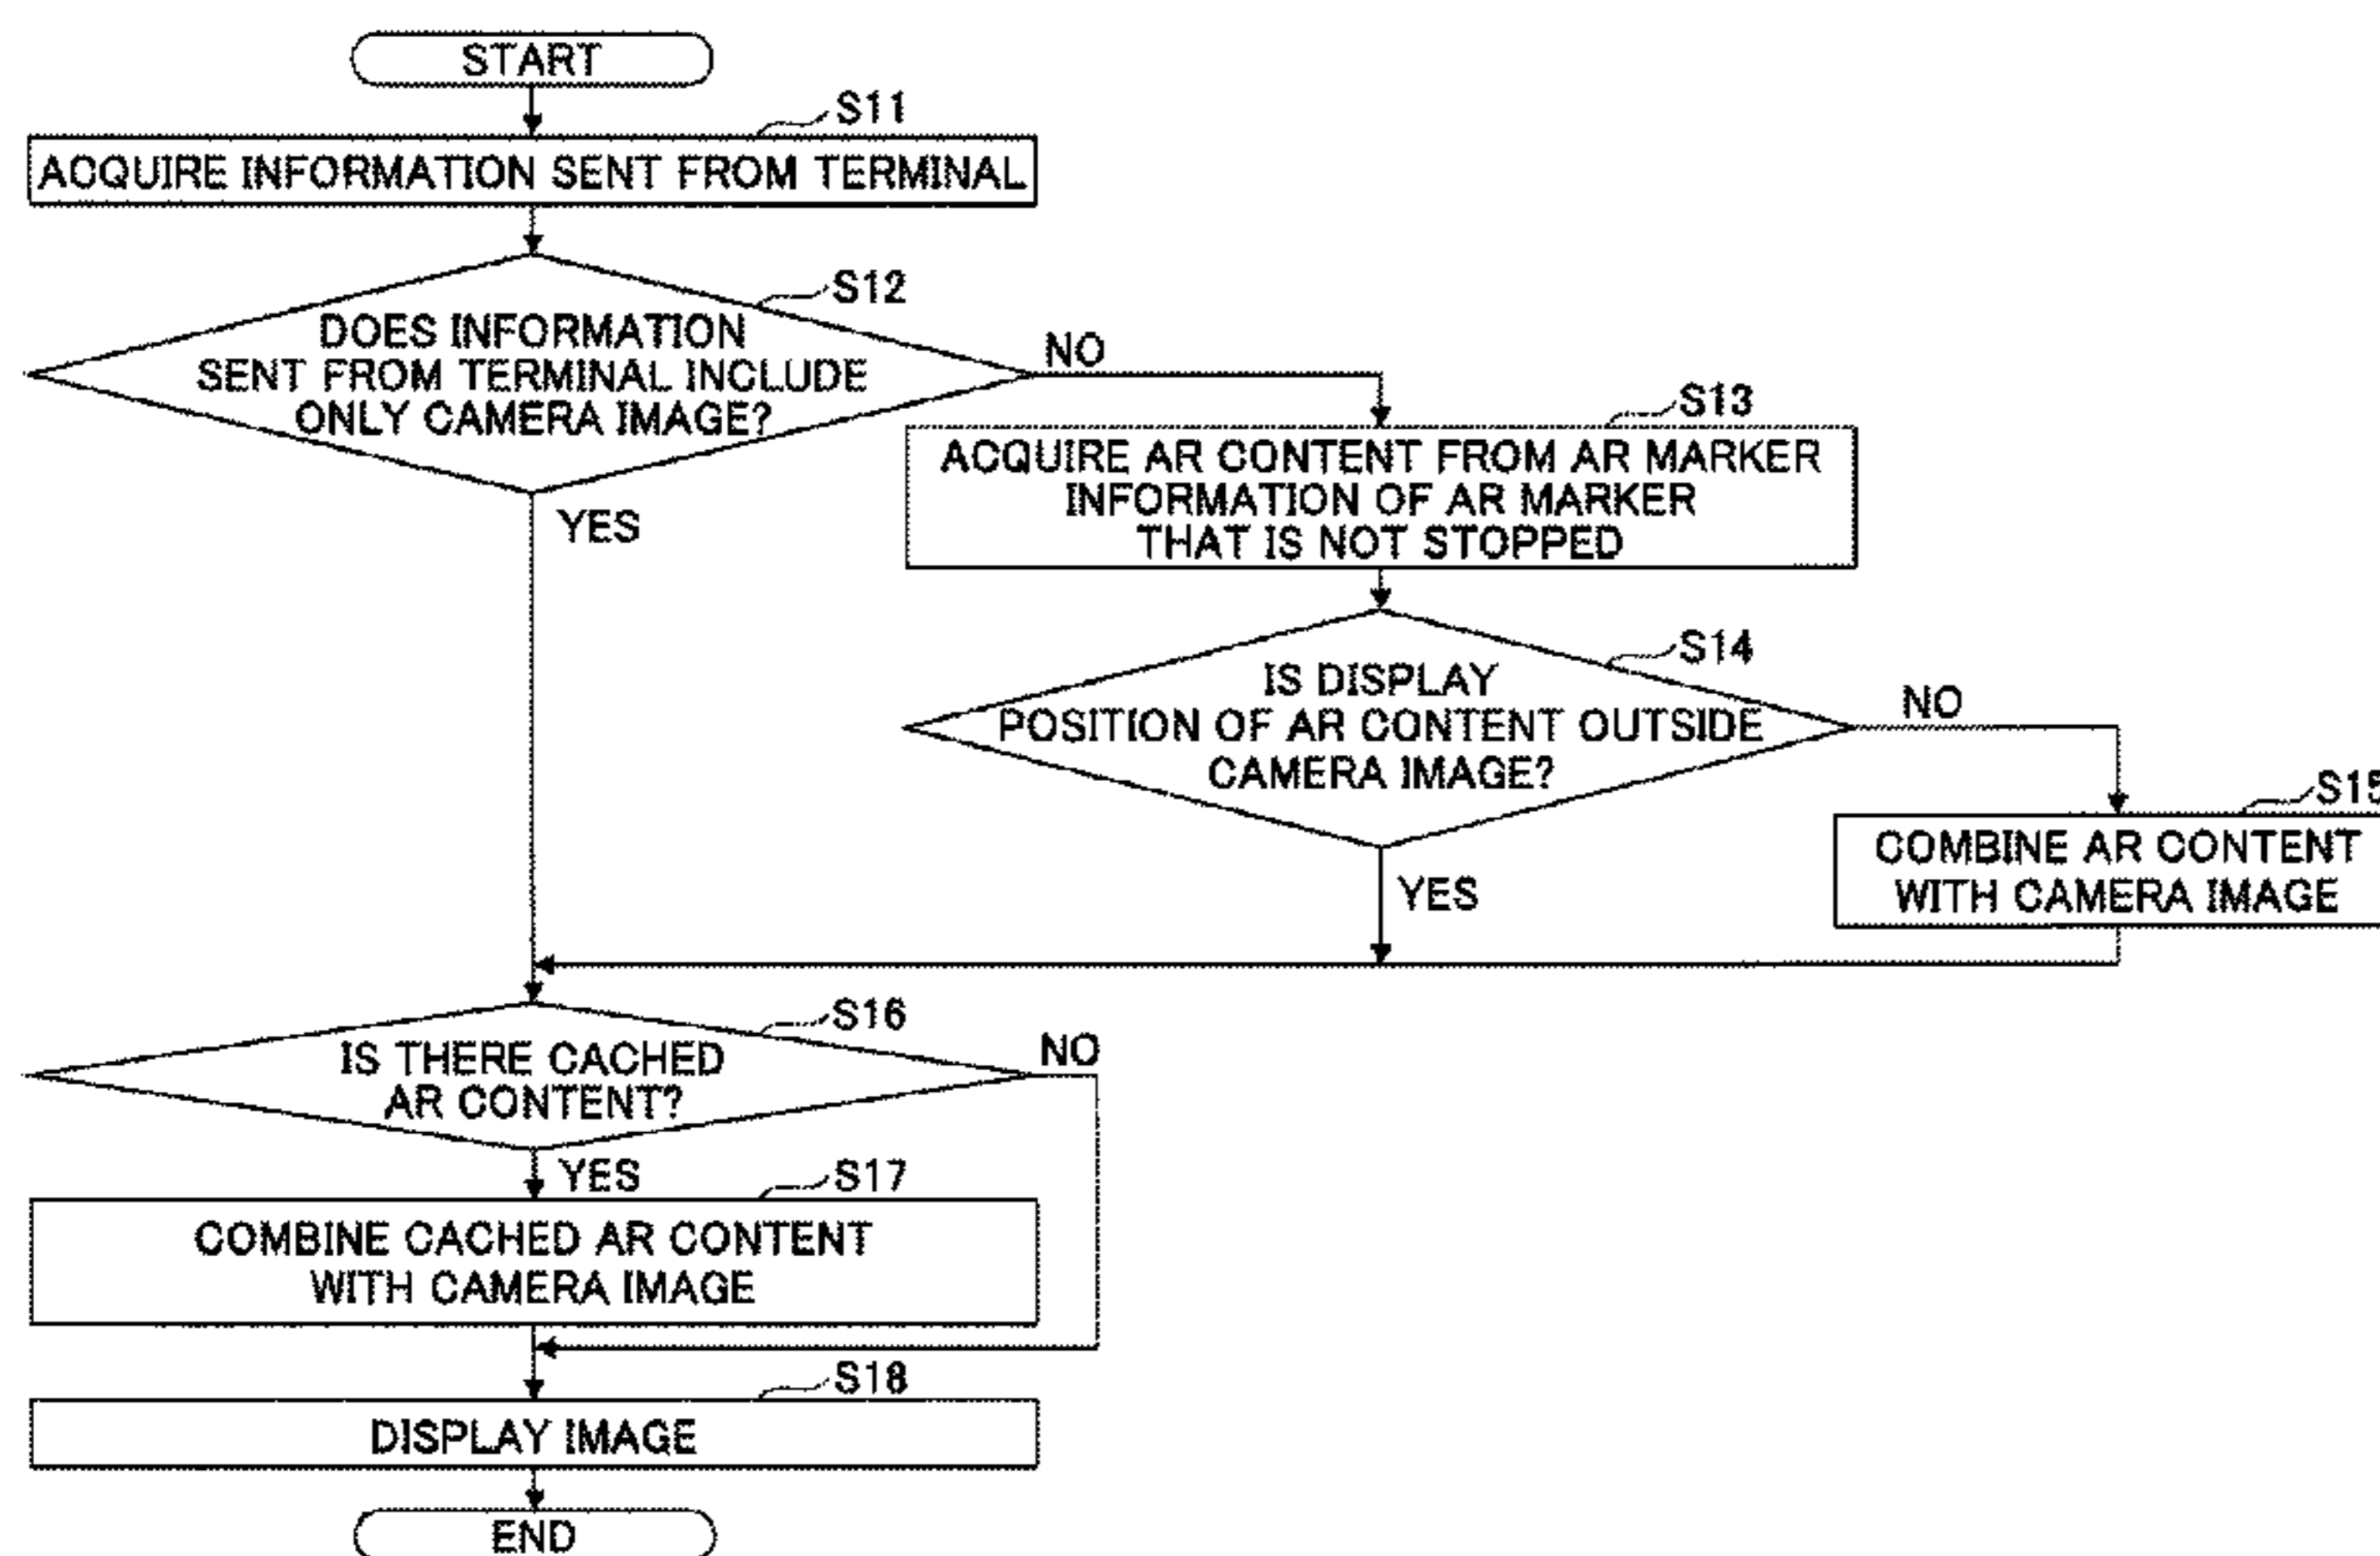 START
S11
ACQUIRE INFORMATION SENT FROM TERMINAL
S12
DOES INFORMATION
SENT FROM TERMINAL INCLUDE
ONLY CAMERA IMAGE?
NO
YES
S13
ACQUIRE AR CONTENT FROM AR MARKER
INFORMATION OF AR MARKER
THAT IS NOT STOPPED
S14
IS DISPLAY
POSITION OF AR CONTENT OUTSIDE
CAMERA IMAGE?
NO
YES
S15
COMBINE AR CONTENT
WITH CAMERA IMAGE
S16
IS THERE CACHED
AR CONTENT?
NO
YES
S17
COMBINE CACHED AR CONTENT
WITH CAMERA IMAGE
S18
DISPLAY IMAGE
END